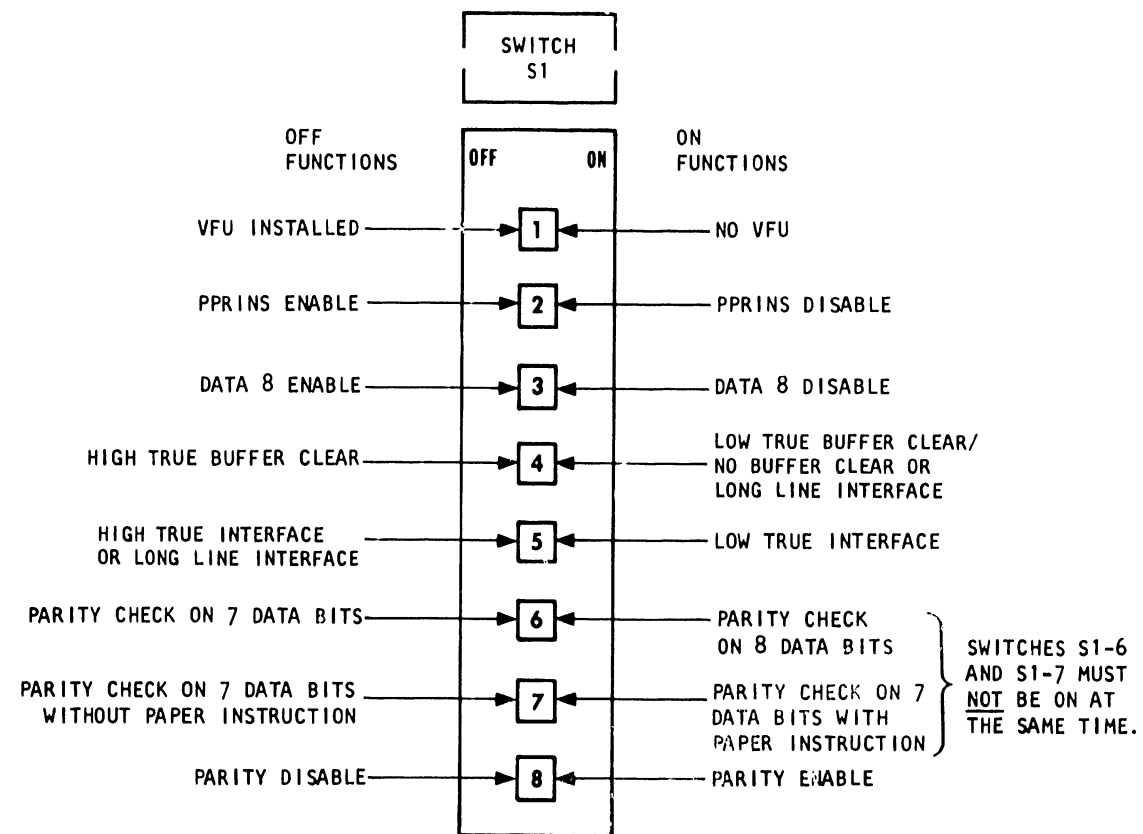 SWITCH
S1
OFF
FUNCTIONS
OFF
ON
ON
FUNCTIONS
VFU INSTALLED
1
NO VFU
PPRINS ENABLE
2
PPRINS DISABLE
DATA 8 ENABLE
3
DATA 8 DISABLE
HIGH TRUE BUFFER CLEAR
4
LOW TRUE BUFFER CLEAR/
NO BUFFER CLEAR OR
LONG LINE INTERFACE
HIGH TRUE INTERFACE
OR LONG LINE INTERFACE
5
LOW TRUE INTERFACE
PARITY CHECK ON 7 DATA BITS
6
PARITY CHECK
ON 8 DATA BITS
PARITY CHECK ON 7 DATA BITS
WITHOUT PAPER INSTRUCTION
7
PARITY CHECK ON 7
DATA BITS WITH
PAPER INSTRUCTION
SWITCHES S1-6
AND S1-7 MUST
NOT BE ON AT
THE SAME TIME.
PARITY DISABLE
8
PARITY ENABLE